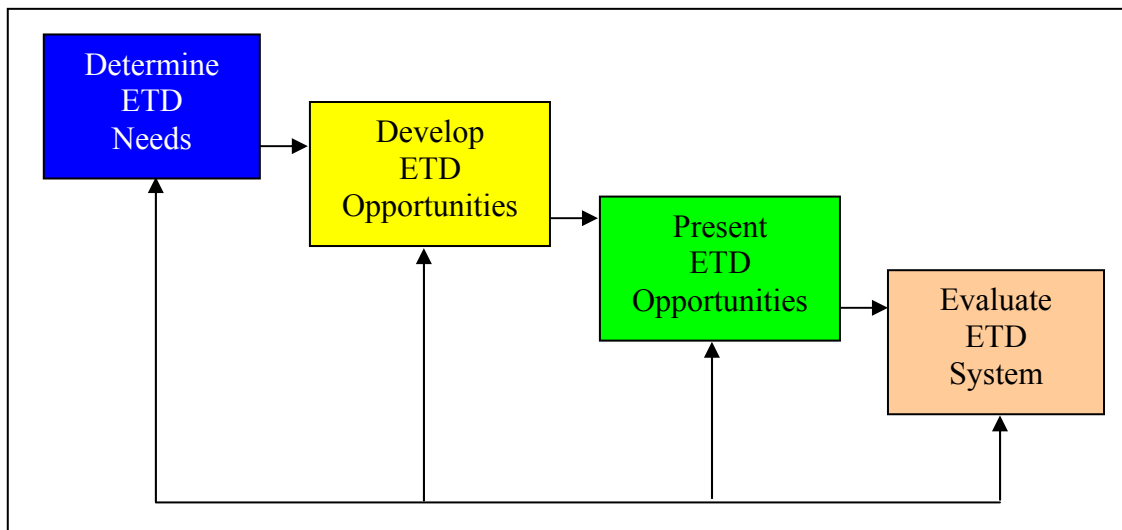 Determine
ETD
Needs
Develop
ETD
Opportunities
Present
ETD
Opportunities
Evaluate
ETD
System